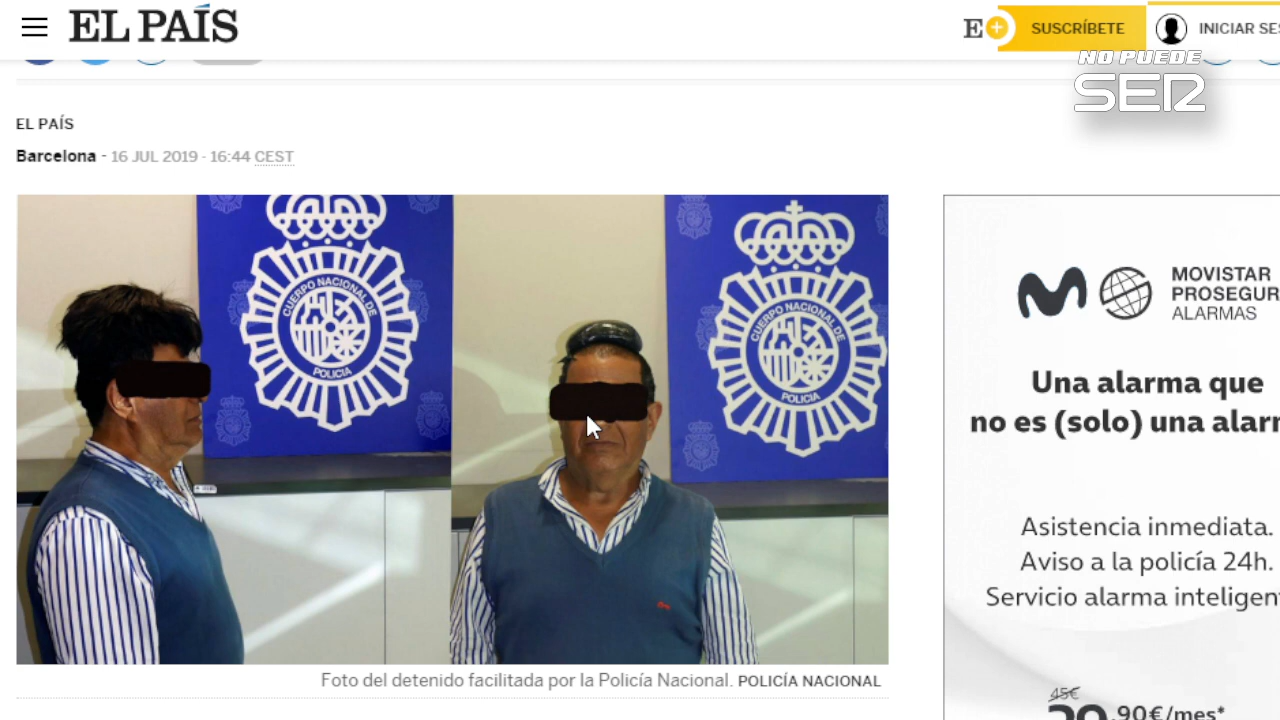 EL PAÍS
E+
SUSCRÍBETE
INICIAR SES
NO PUEDE
SER
EL PAÍS
Barcelona - 16 JUL 2019 - 16:44 CEST
CUERPO NACIONAL DE
POLICIA
CUERPO NACIONAL DE
POLICIA
MOVISTAR
PROSEGUR
ALARMAS
Una alarma que
no es (solo) una alarm
Asistencia inmediata.
Aviso a la policía 24h.
Servicio alarma inteligent
45€
,90€/mes*
Foto del detenido facilitada por la Policía Nacional. POLICÍA NACIONAL